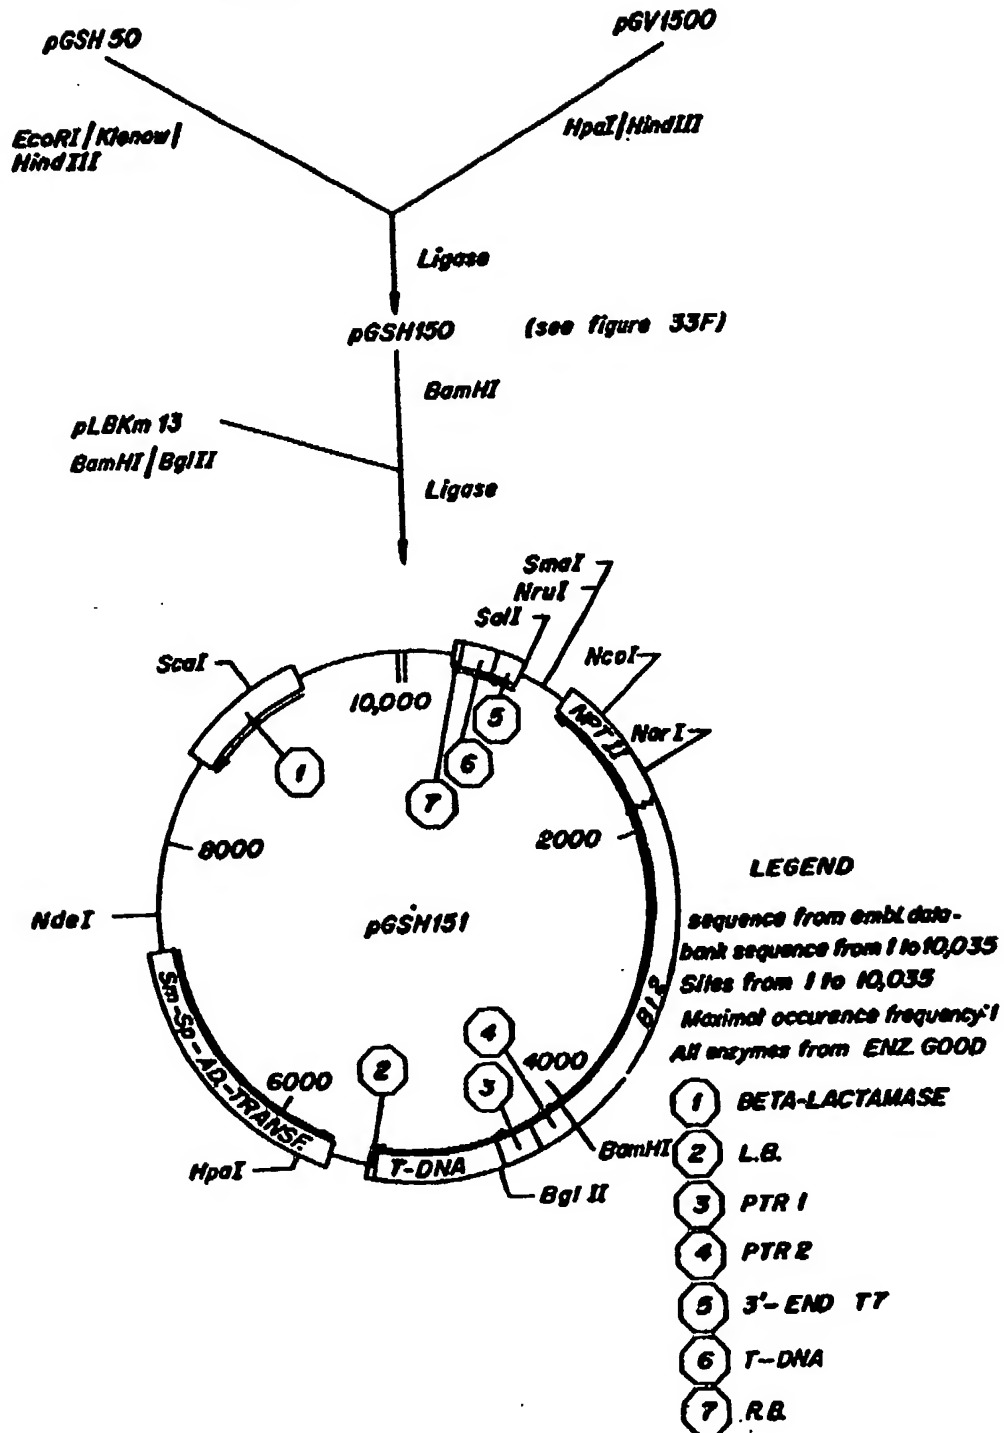 pGSH 50
pGV1500
EcoRI/Klenow/
HindIII
HpaI/HindIII
Ligase
pGSH150 (see figure 33F)
BamHI
pLBKm 13
BamHI/BglII
Ligase
SmaI
NruI
SalI
NcoI
ScaI
10,000
NPT II
NarI
1
5
6
7
2000
8000
NdeI
pGSH151
Bt2
Sm-Sp-AD.-TRANSF.
6000
2
4
3
4000
HpaI
T-DNA
BamHI
Bgl II
LEGEND
sequence from embl.data-
bank sequence from 1 to 10,035
Sites from 1 to 10,035
Maximal occurence frequency:1
All enzymes from ENZ. GOOD
1 BETA-LACTAMASE
2 L.B.
3 PTR 1
4 PTR 2
5 3'-END T7
6 T-DNA
7 R.B.